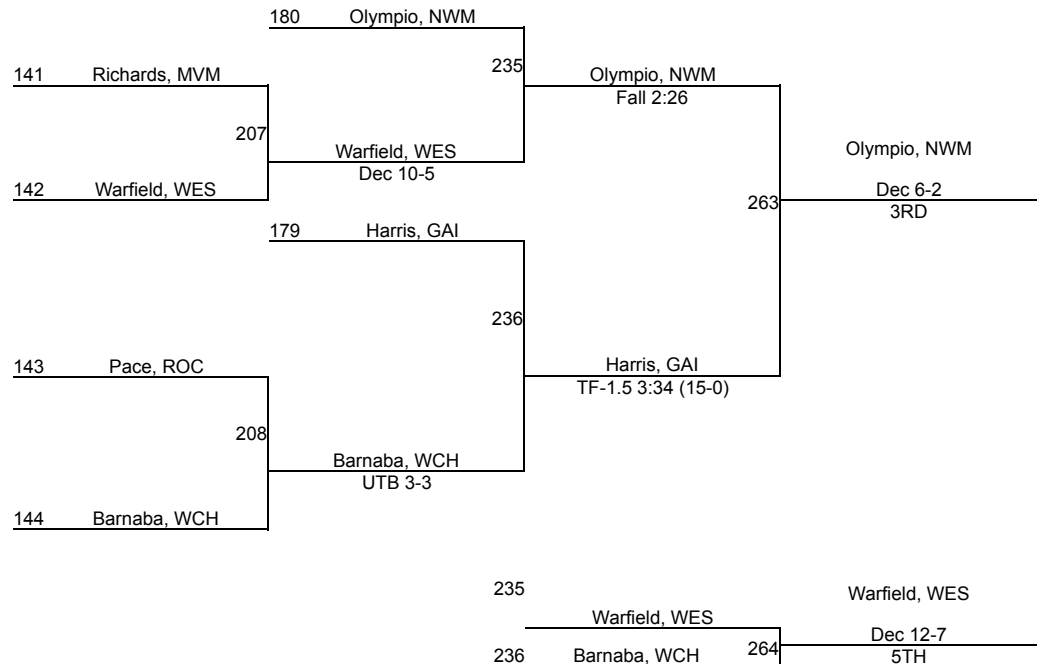 180 Olympio, NWM
235
141 Richards, MVM
Olympio, NWM
Fall 2:26
207
Warfield, WES
Dec 10-5
Olympio, NWM
142 Warfield, WES
263
Dec 6-2
3RD
179 Harris, GAI
236
143 Pace, ROC
Harris, GAI
TF-1.5 3:34 (15-0)
208
Barnaba, WCH
UTB 3-3
144 Barnaba, WCH
235
Warfield, WES
Warfield, WES
Dec 12-7
236 Barnaba, WCH 264
5TH